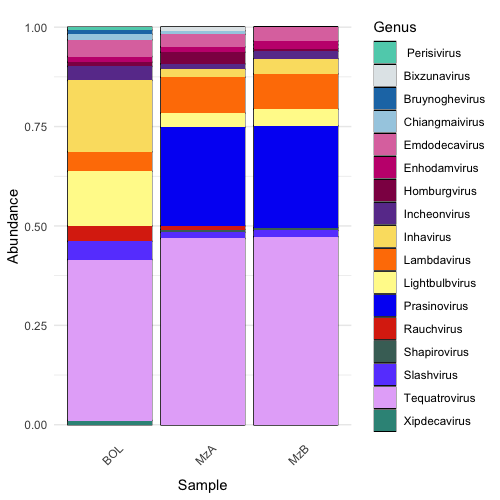 Abundance
1.00
0.75
0.50
0.25
0.00
BOL
MzA
MzB
Sample
Genus
Perisivirus
Bixzunavirus
Bruynoghevirus
Chiangmaivirus
Emdodecavirus
Enhodamvirus
Homburgvirus
Incheonvirus
Inhavirus
Lambdavirus
Lightbulbvirus
Prasinovirus
Rauchvirus
Shapirovirus
Slashvirus
Tequatrovirus
Xipdecavirus